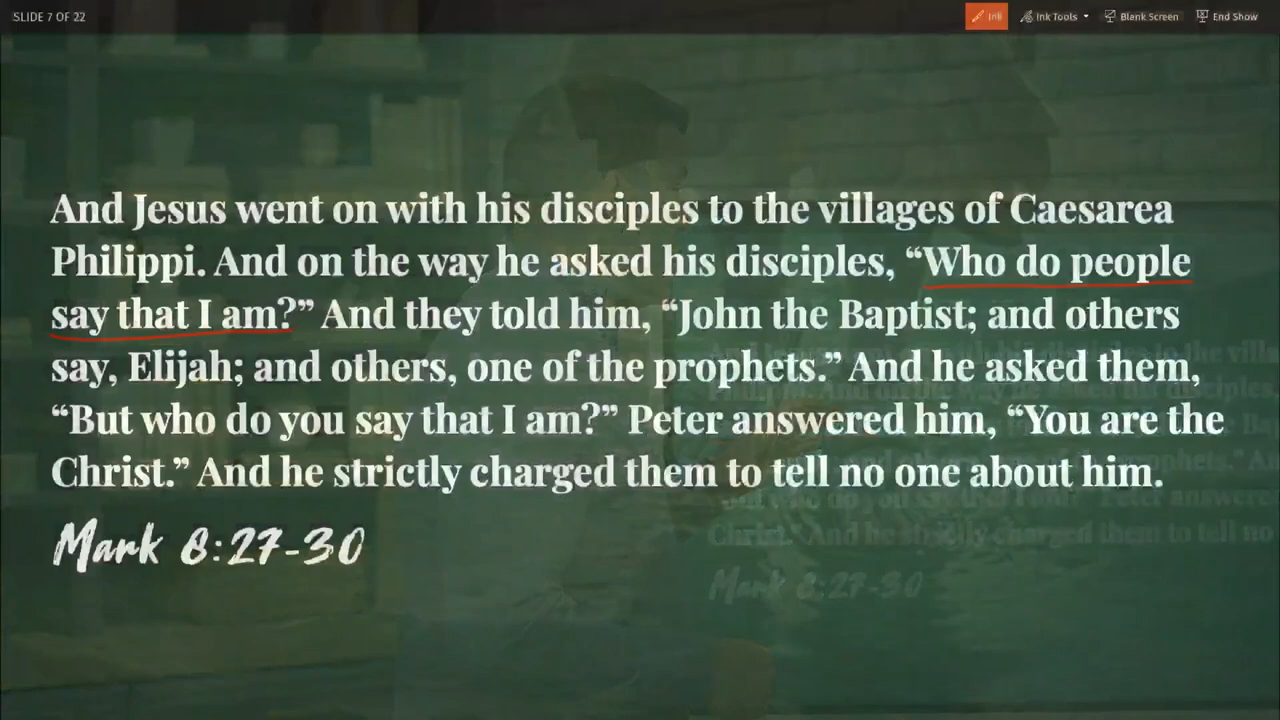 SLIDE 7 OF 22
Ink
Ink Tools
Blank Screen
End Show
And Jesus went on with his disciples to the villages of Caesarea
Philippi. And on the way he asked his disciples, “Who do people
say that I am?” And they told him, “John the Baptist; and others
say, Elijah; and others, one of the prophets.” And he asked them,
“But who do you say that I am?” Peter answered him, “You are the
Christ.” And he strictly charged them to tell no one about him.
Mark 8:27-30
Mark 8:27-30